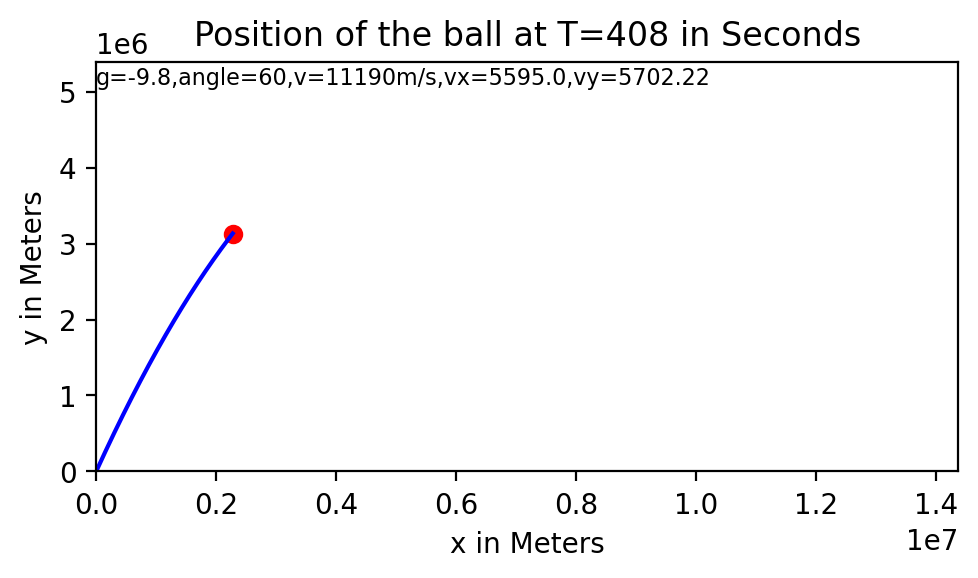 Position of the ball at T=408 in Seconds
1e6
g=-9.8,angle=60,v=11190m/s,vx=5595.0,vy=5702.22
5
4
3
2
1
0
y in Meters
0.0 0.2 0.4 0.6 0.8 1.0 1.2 1.4
x in Meters
1e7